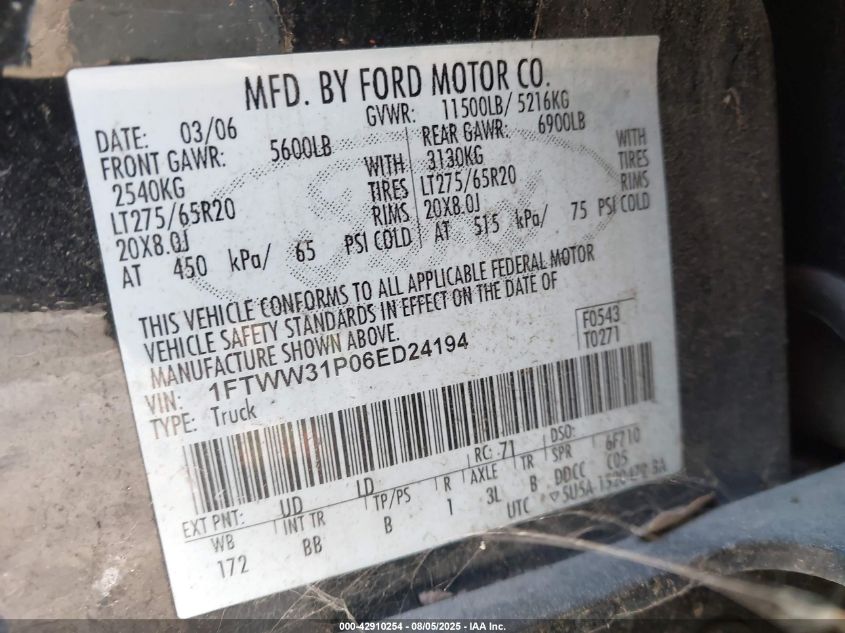 MFD. BY FORD MOTOR CO.
DATE: 03/06 GVWR: 11500LB/ 5216KG
FRONT GAWR: 5600LB REAR GAWR: 6900LB
2540KG WITH 3130KG WITH
LT275/65R20 TIRES LT275/65R20 TIRES
20X8.0J RIMS 20X8.0J RIMS
AT 450 kPa/ 65 PSI COLD AT 515 kPa/ 75 PSI COLD
THIS VEHICLE CONFORMS TO ALL APPLICABLE FEDERAL MOTOR
VEHICLE SAFETY STANDARDS IN EFFECT ON THE DATE OF
MANUFACTURE SHOWN ABOVE.
F0543
T0271
VIN: 1FTWW31P06ED24194
TYPE: Truck
EXT PNT: UD LD RC: 71 DSO:
WB INT TR TP/PS R AXLE TR SPR 6F710
172 BB B 1 3L B DDCC C05
UTC
000-42910254 - 08/05/2025 - IAA Inc.